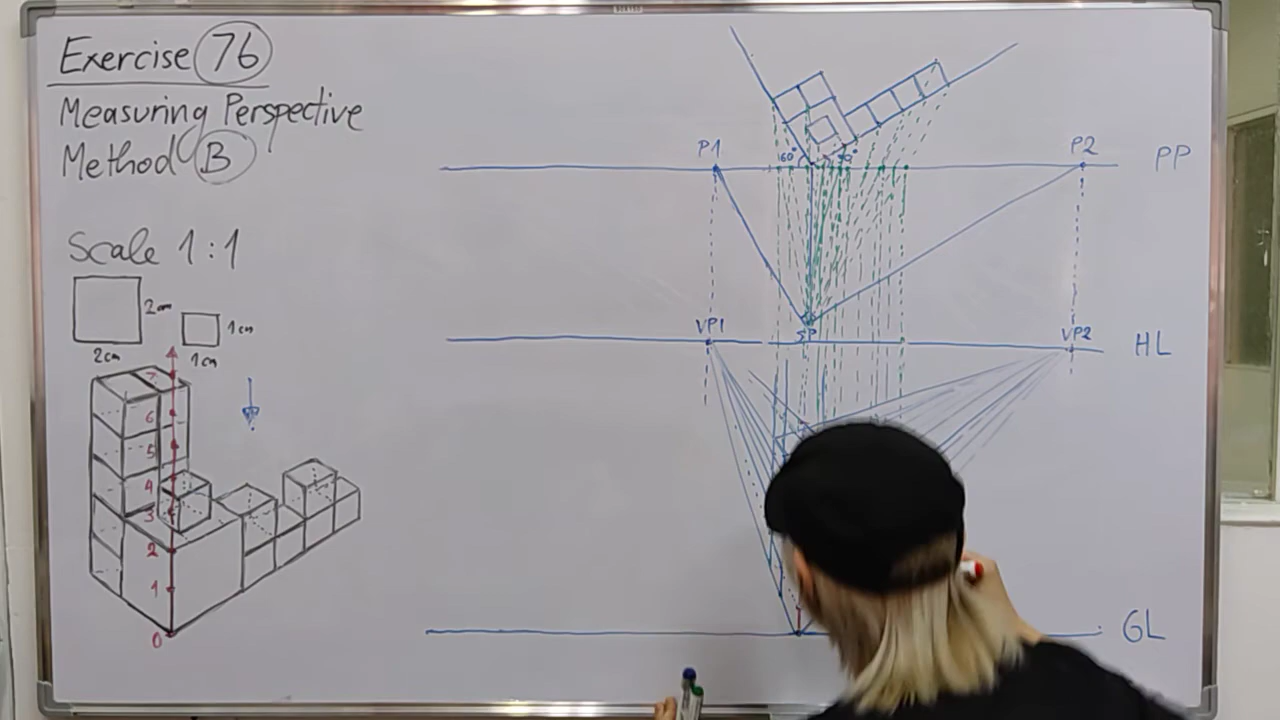 Exercise 76
Measuring Perspective
Method B
Scale 1:1
2cm
2cm
1cm
1cm
7
6
5
4
3
2
1
0
P1
60°
P2
PP
VP1
SP
VP2
HL
GL